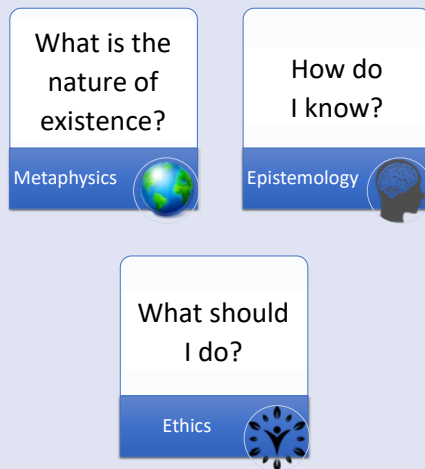 What is the
nature of
existence?
Metaphysics
How do
I know?
Epistemology
What should
I do?
Ethics